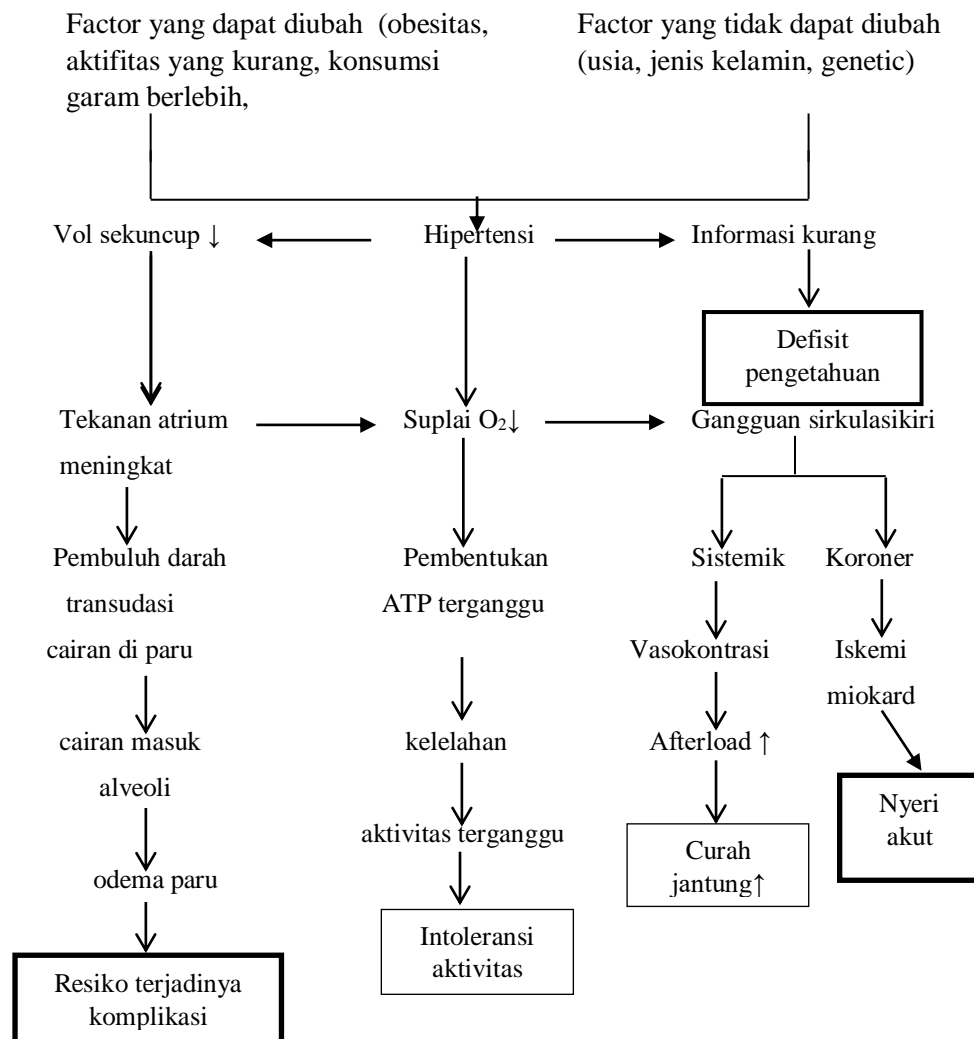 Factor yang dapat diubah  (obesitas,
aktifitas yang kurang, konsumsi
garam berlebih,
Factor yang tidak dapat diubah
(usia, jenis kelamin, genetic)
Vol sekuncup ↓
Hipertensi
Informasi kurang
Defisit
pengetahuan
Tekanan atrium
meningkat
Suplai O₂↓
Gangguan sirkulasikiri
Pembuluh darah
transudasi
cairan di paru
Pembentukan
ATP terganggu
Sistemik
Koroner
Vasokontrasi
Iskemi
miokard
cairan masuk
alveoli
kelelahan
Afterload ↑
Nyeri
akut
aktivitas terganggu
Curah
jantung↑
odema paru
Intoleransi
aktivitas
Resiko terjadinya
komplikasi